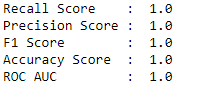 Recall Score    :  1.0
Precision Score :  1.0
F1 Score        :  1.0
Accuracy Score  :  1.0
ROC AUC         :  1.0